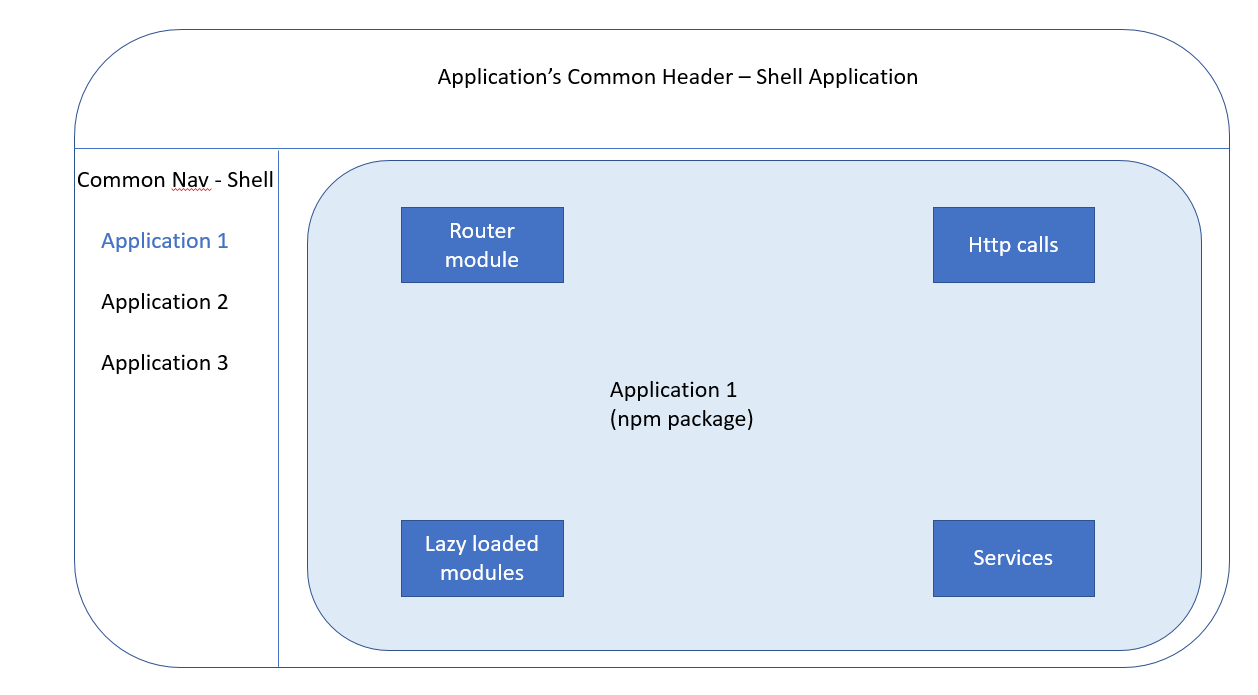 Application’s Common Header – Shell Application
Common Nav - Shell
Application 1
Application 2
Application 3
Router
module
Http calls
Application 1
(npm package)
Lazy loaded
modules
Services